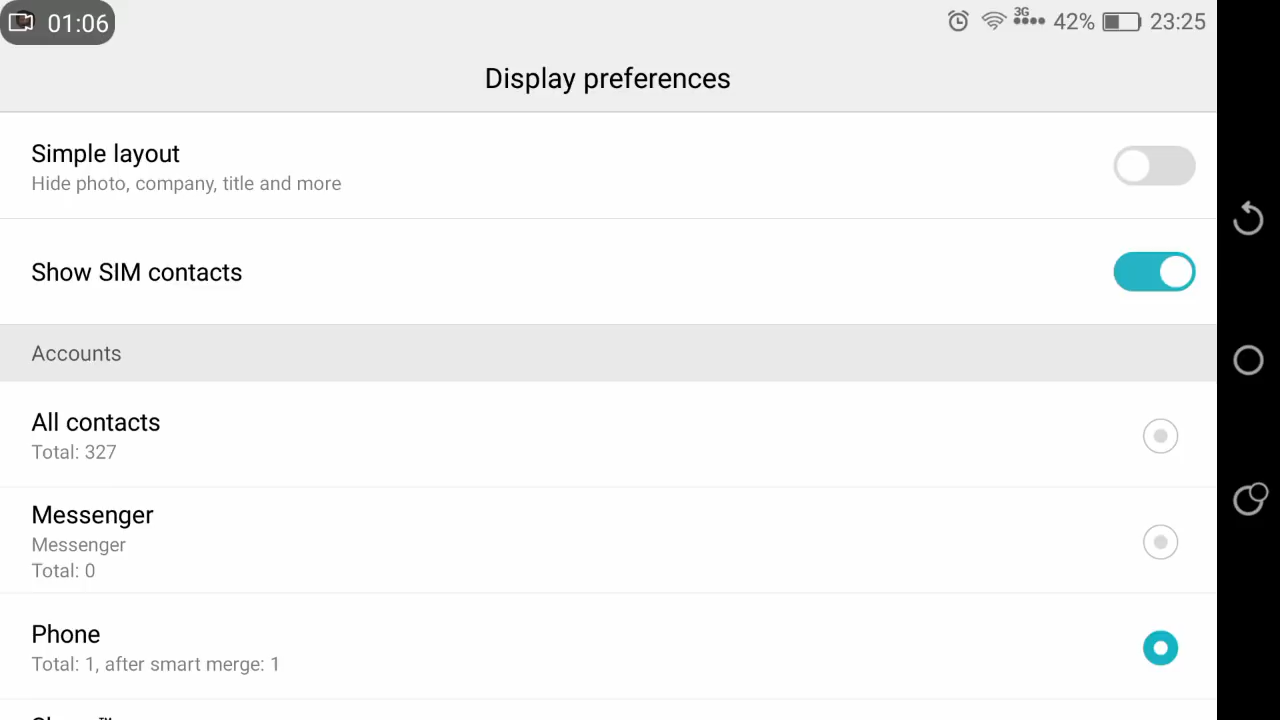 01:06
3G 42% 23:25
Display preferences
Simple layout
Hide photo, company, title and more
Show SIM contacts
Accounts
All contacts
Total: 327
Messenger
Messenger
Total: 0
Phone
Total: 1, after smart merge: 1